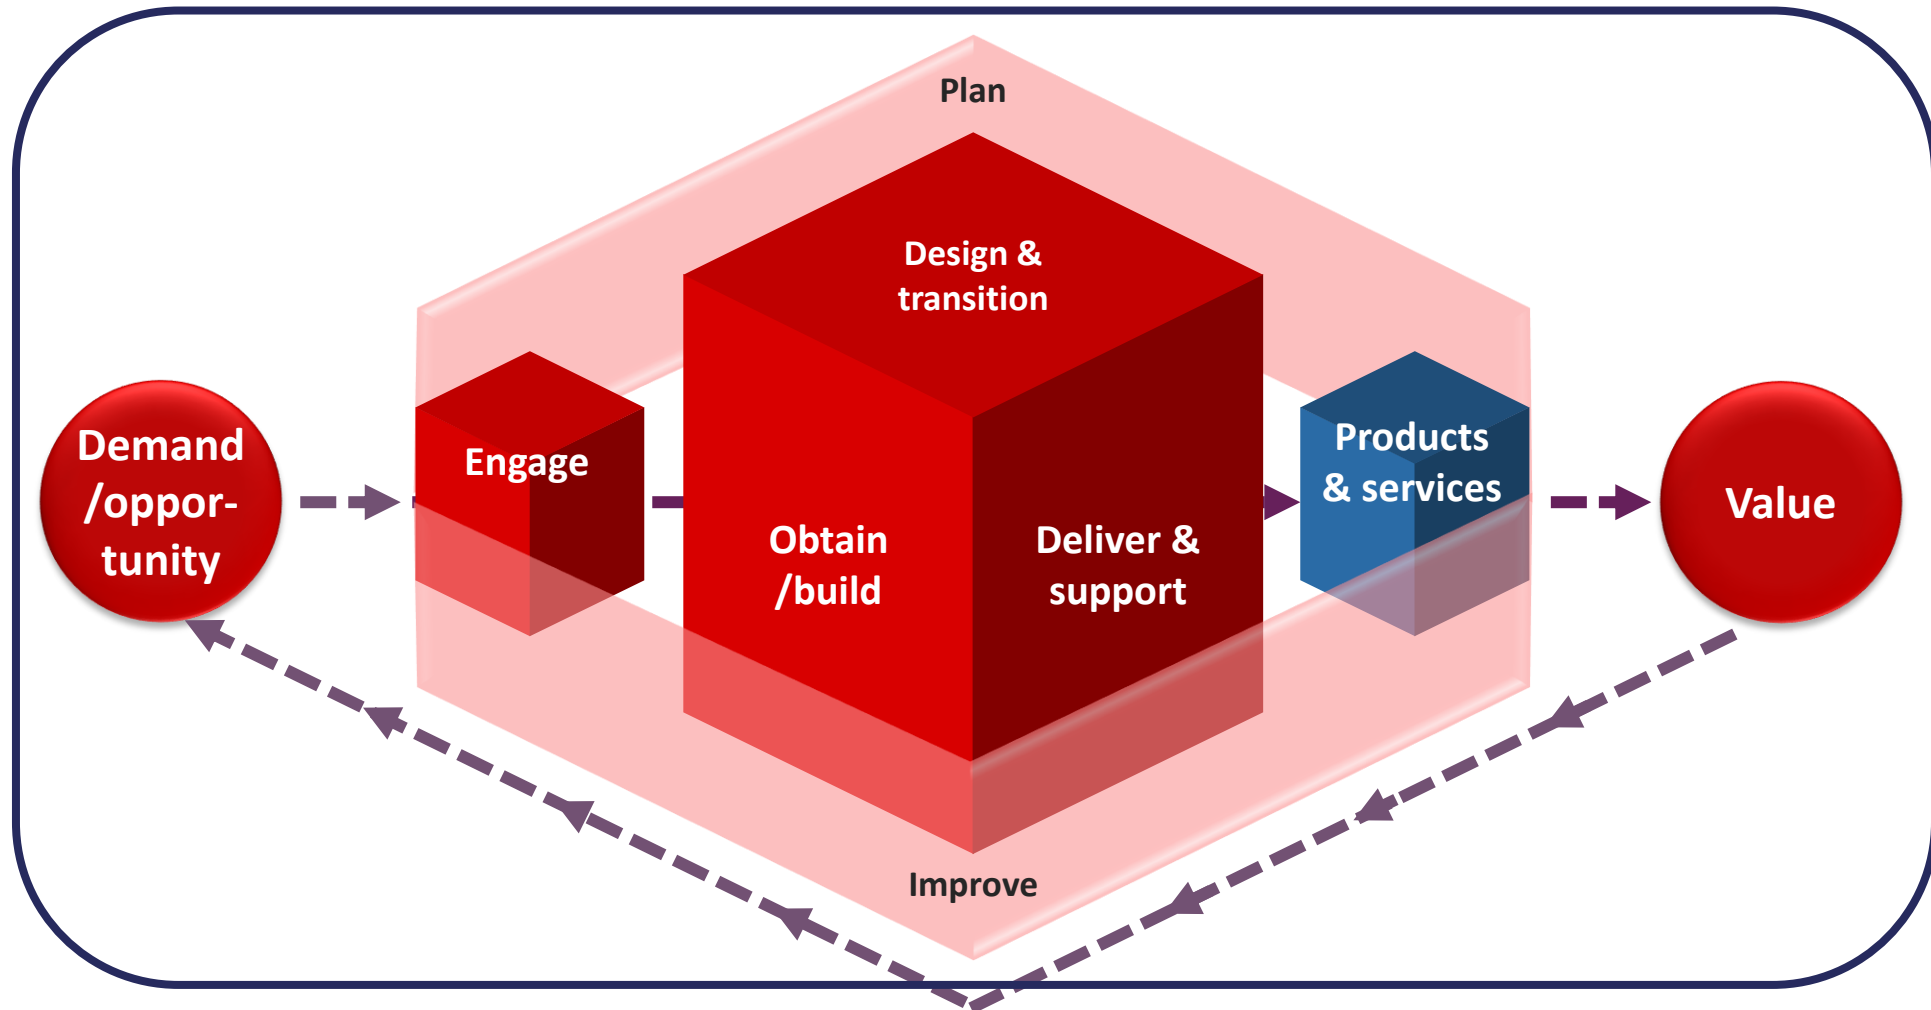 Plan
Design &
transition
Demand
/oppor-
tunity
Engage
Obtain
/build
Deliver &
support
Products
& services
Value
Improve